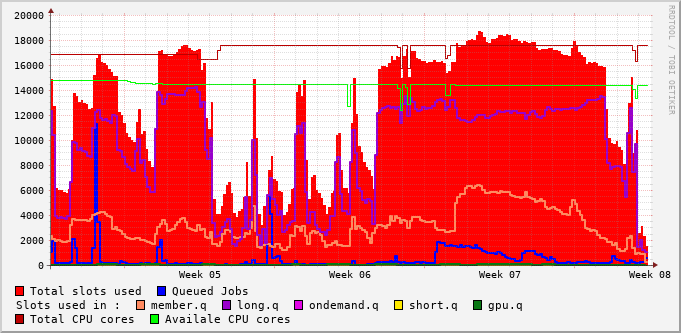 RRDTOOL / TOBI OETIKER
20000
18000
16000
14000
12000
10000
8000
6000
4000
2000
0
Week 05 Week 06 Week 07 Week 08
Total slots used Queued Jobs
Slots used in : member.q long.q ondemand.q short.q gpu.q
Total CPU cores Availale CPU cores